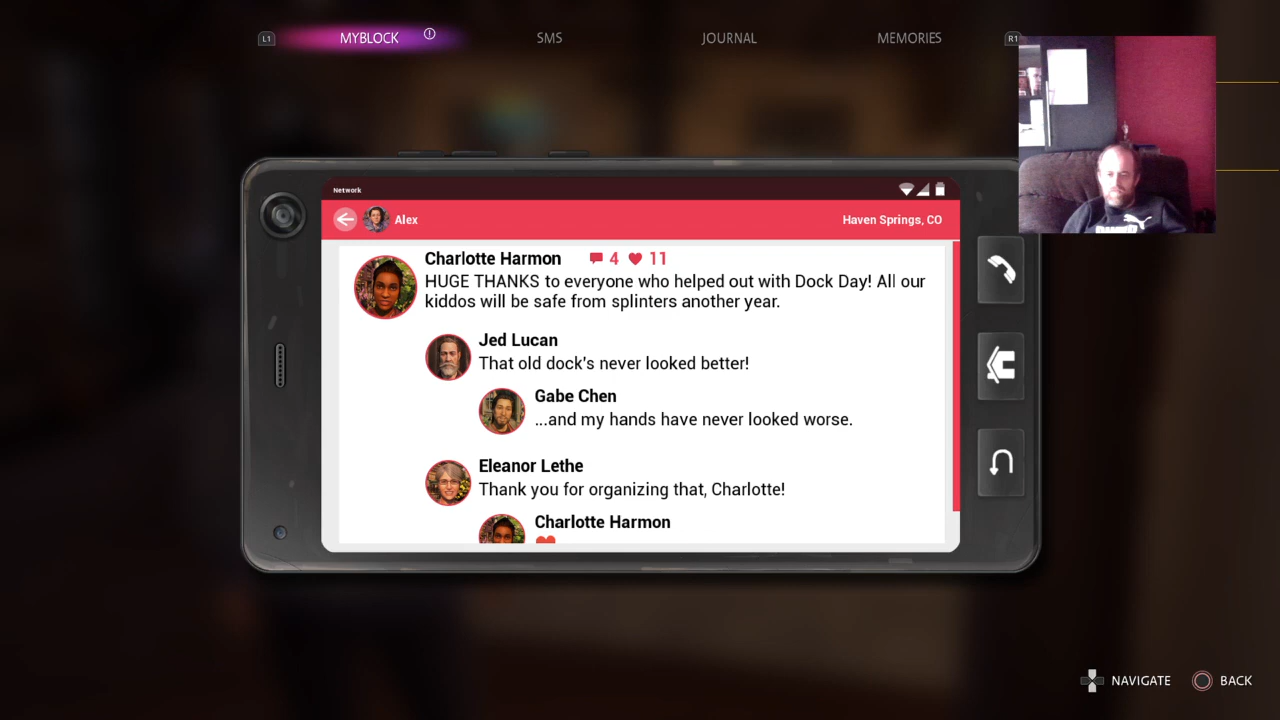 L1
MYBLOCK
SMS
JOURNAL
MEMORIES
R1
Network
Alex
Haven Springs, CO
Charlotte Harmon 4 11
HUGE THANKS to everyone who helped out with Dock Day! All our
kiddos will be safe from splinters another year.
Jed Lucan
That old dock's never looked better!
Gabe Chen
...and my hands have never looked worse.
Eleanor Lethe
Thank you for organizing that, Charlotte!
Charlotte Harmon
NAVIGATE
BACK